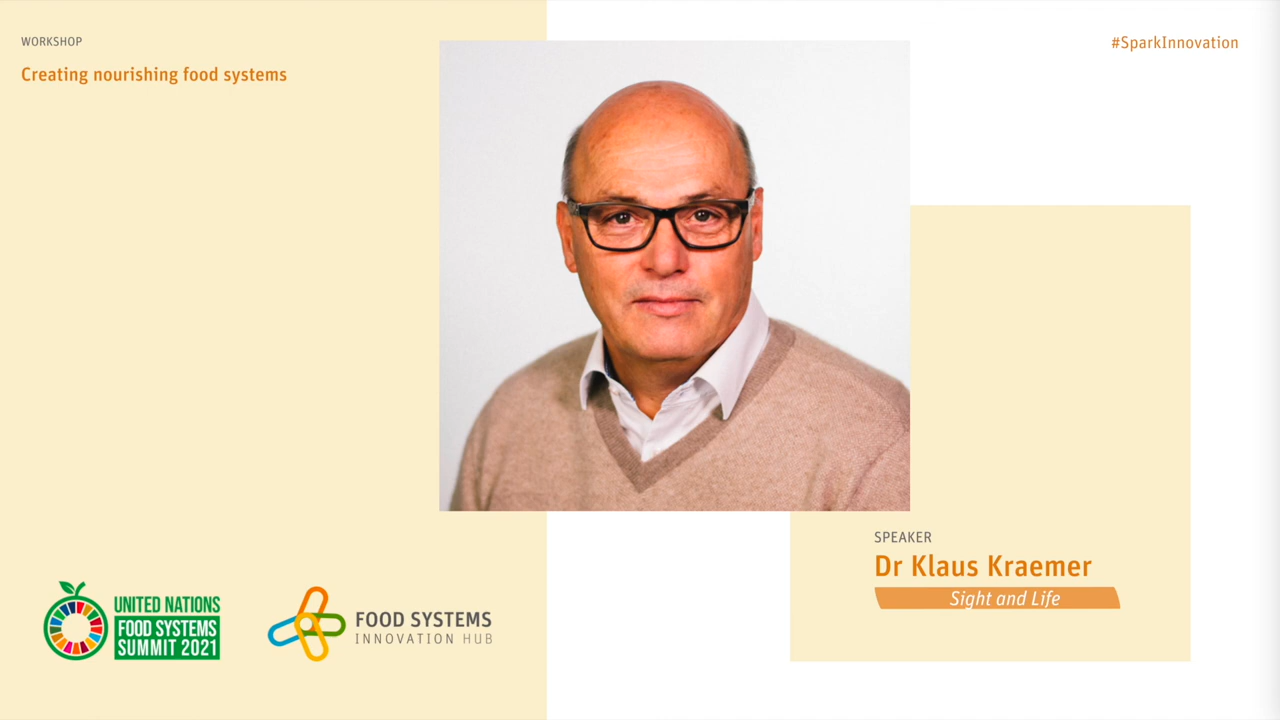 WORKSHOP
Creating nourishing food systems
#SparkInnovation
SPEAKER
Dr Klaus Kraemer
Sight and Life
UNITED NATIONS
FOOD SYSTEMS
SUMMIT 2021
FOOD SYSTEMS
INNOVATION HUB